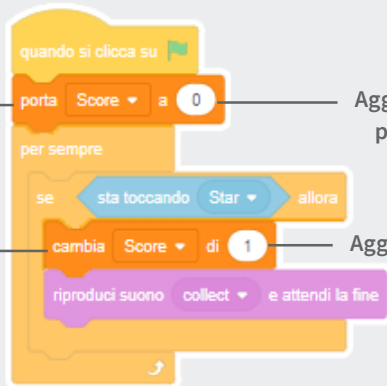 quando si clicca su
porta Score a 0
Agg
p
per sempre
se sta toccando Star allora
cambia Score di 1
Agg
riproduci suono collect e attendi la fine